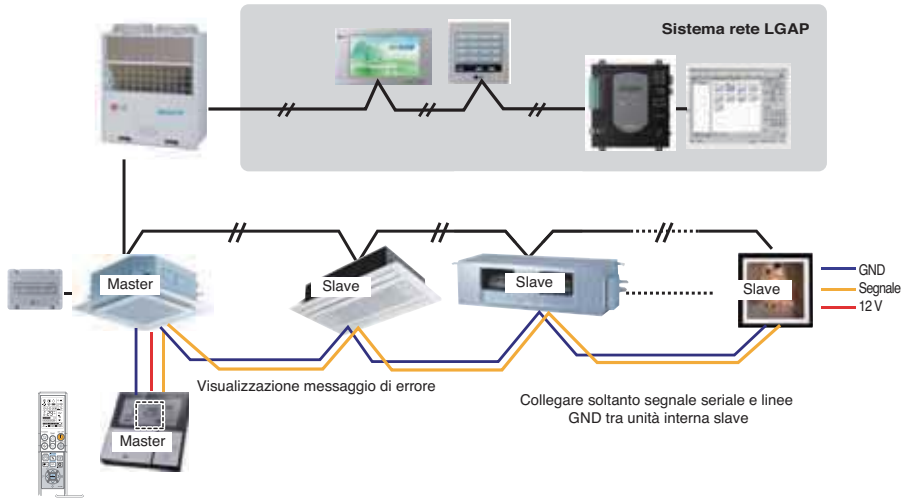 Sistema rete LGAP
Master
Slave
Slave
Slave
GND
Segnale
12 V
Visualizzazione messaggio di errore
Collegare soltanto segnale seriale e linee
GND tra unità interna slave
Master